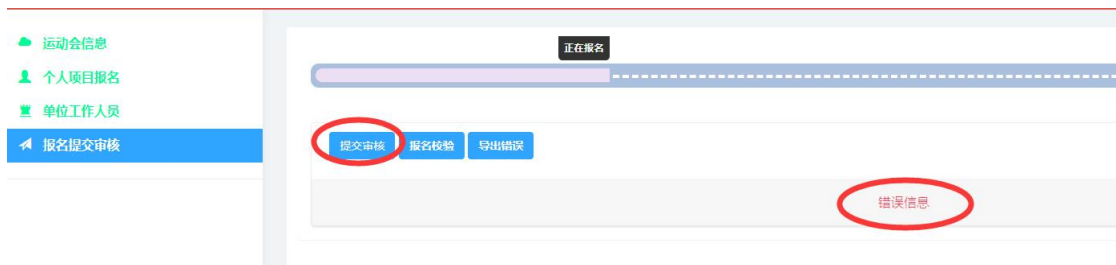 运动会信息
个人项目报名
单位工作人员
报名提交审核
正在报名
提交审核 报名校验 导出错误
错误信息